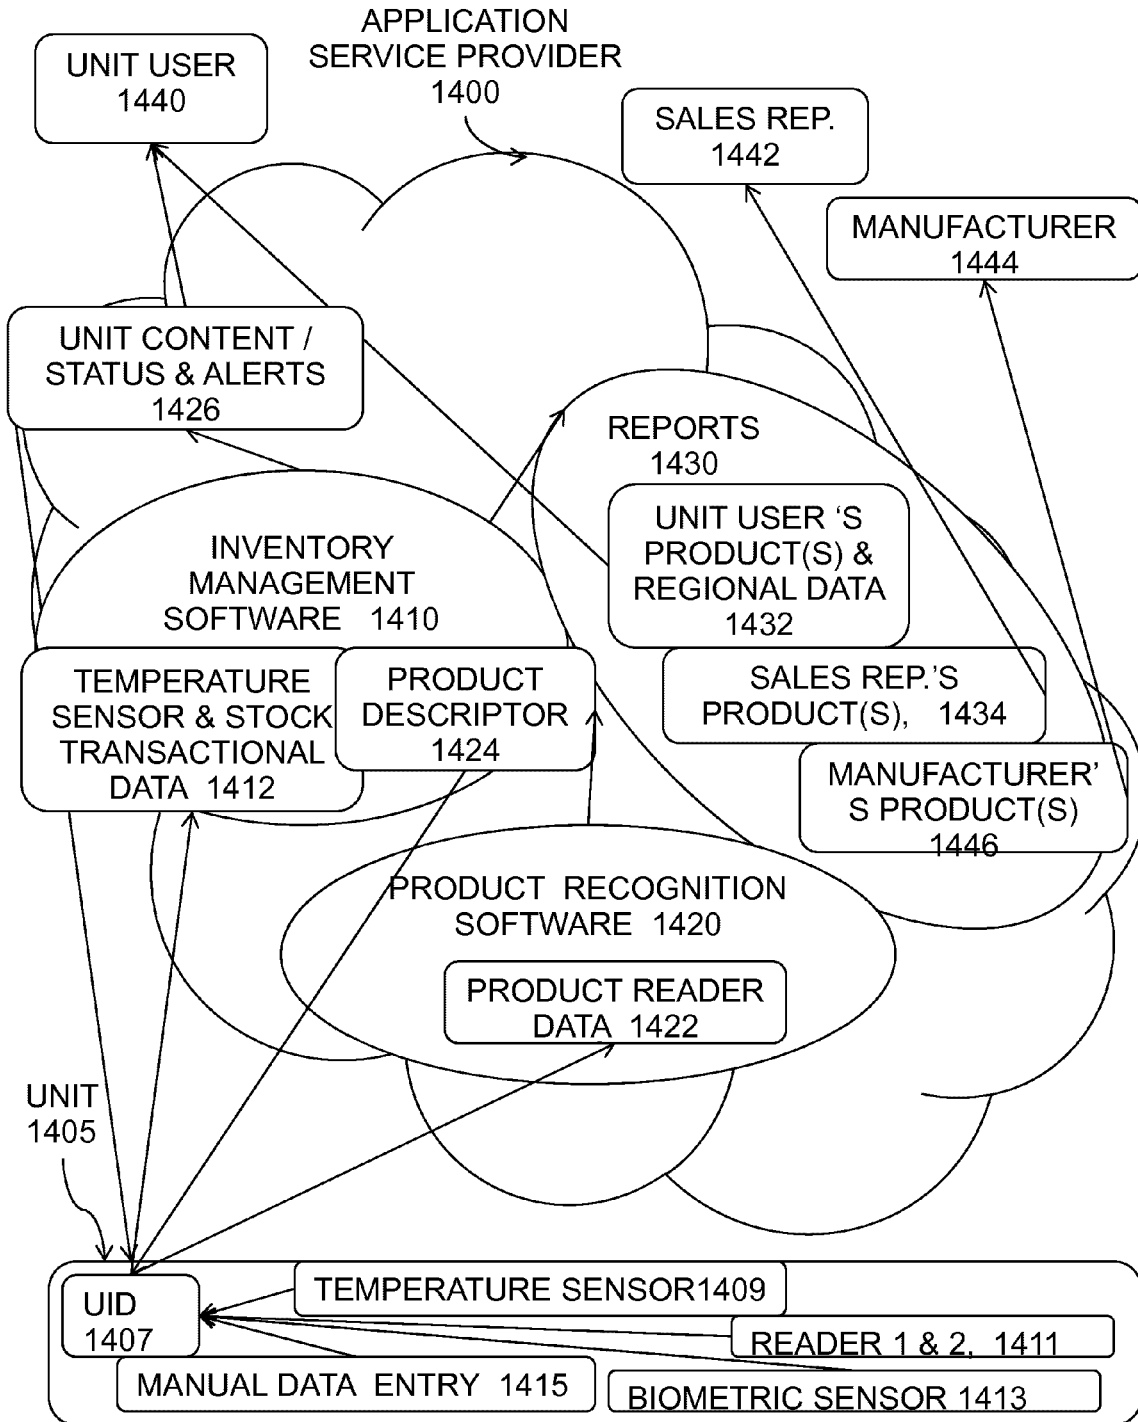 APPLICATION
SERVICE PROVIDER
1400
UNIT USER
1440
SALES REP.
1442
MANUFACTURER
1444
UNIT CONTENT /
STATUS & ALERTS
1426
REPORTS
1430
UNIT USER 'S
PRODUCT(S) &
REGIONAL DATA
1432
INVENTORY
MANAGEMENT
SOFTWARE 1410
TEMPERATURE
SENSOR & STOCK
TRANSACTIONAL
DATA 1412
PRODUCT
DESCRIPTOR
1424
SALES REP.'S
PRODUCT(S), 1434
MANUFACTURER'
S PRODUCT(S)
1446
PRODUCT RECOGNITION
SOFTWARE 1420
PRODUCT READER
DATA 1422
UNIT
1405
UID
1407
TEMPERATURE SENSOR1409
READER 1 & 2, 1411
MANUAL DATA ENTRY 1415
BIOMETRIC SENSOR 1413